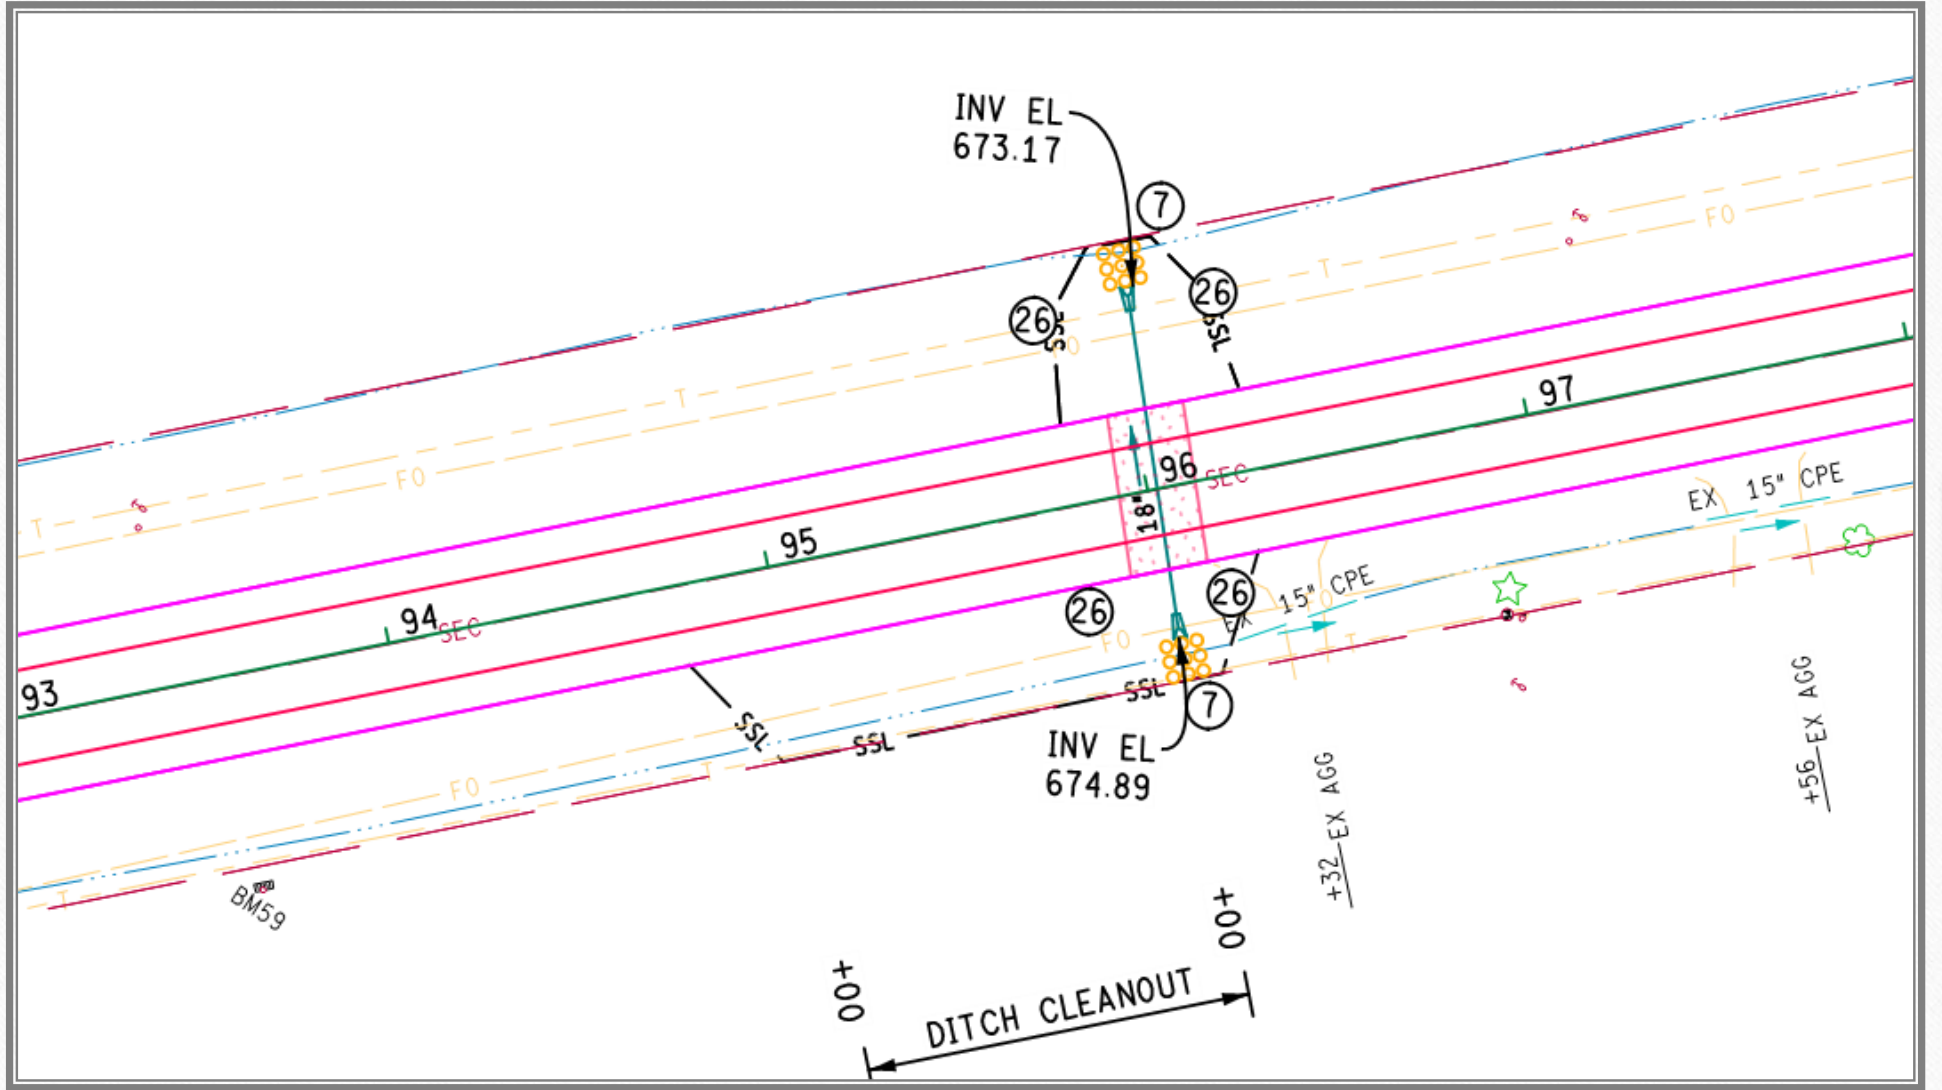 INV EL
673.17
7
26
SSL
26
SSL
T
FO
T
FO
T
FO
T
FO
97
96
SEC
18"
95
94
SEC
93
26
26
EX 15" CPE
EX 15" CPE
FO
FO
T
SSL
SSL
SSL
7
INV EL
674.89
FO
T
T
BM59
+32 EX AGG
+56 EX AGG
+00
+00
DITCH CLEANOUT